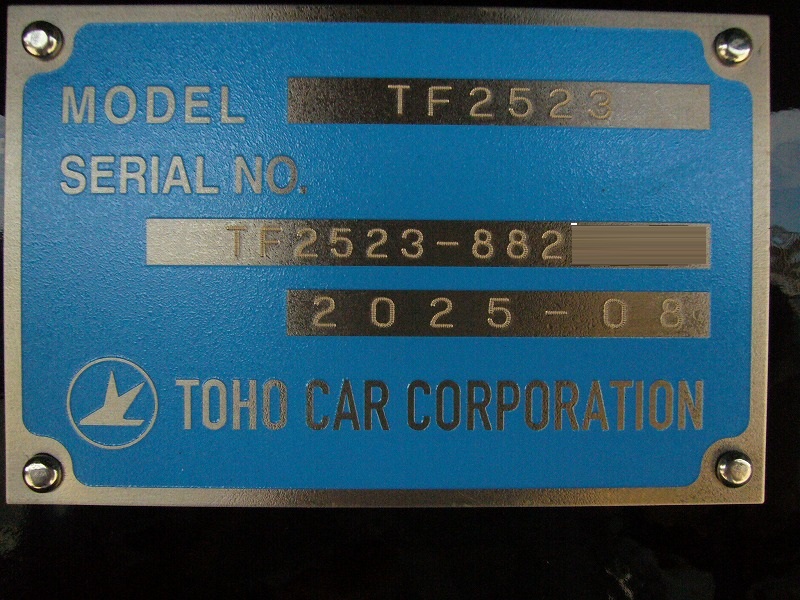 MODEL TF2523
SERIAL NO.
TF2523-882
2025-08
TOHO CAR CORPORATION